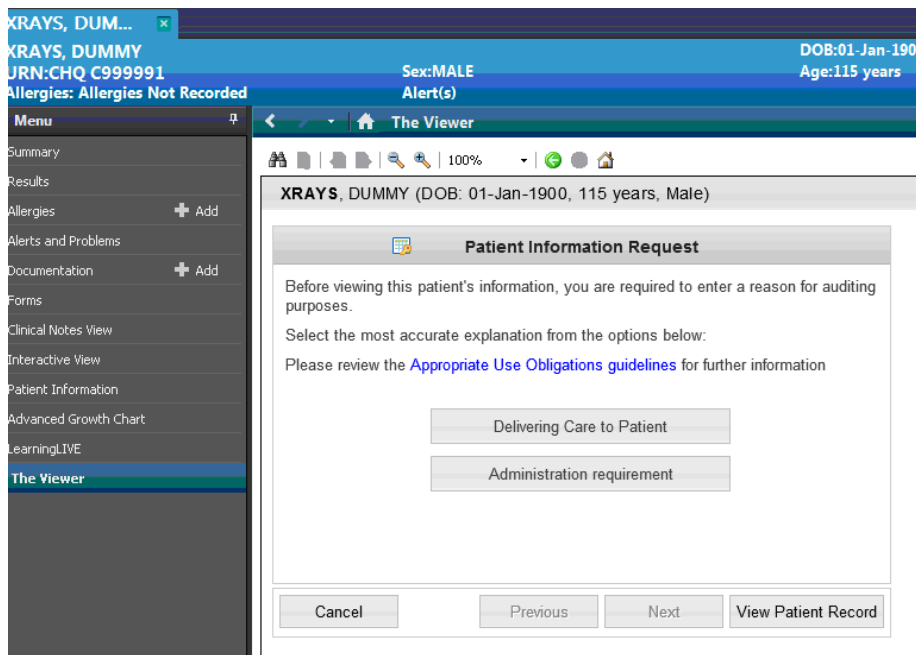 XRAYS, DUM...
XRAYS, DUMMY
DOB:01-Jan-190
URN:CHQ C999991
Sex:MALE
Age:115 years
Allergies: Allergies Not Recorded
Alert(s)
Menu
The Viewer
Summary
Results
Allergies
Add
Alerts and Problems
Documentation
Add
Forms
Clinical Notes View
Interactive View
Patient Information
Advanced Growth Chart
LearningLIVE
The Viewer
100%
XRAYS, DUMMY (DOB: 01-Jan-1900, 115 years, Male)
Patient Information Request
Before viewing this patient's information, you are required to enter a reason for auditing
purposes.
Select the most accurate explanation from the options below:
Please review the Appropriate Use Obligations guidelines for further information
Delivering Care to Patient
Administration requirement
Cancel
Previous
Next
View Patient Record